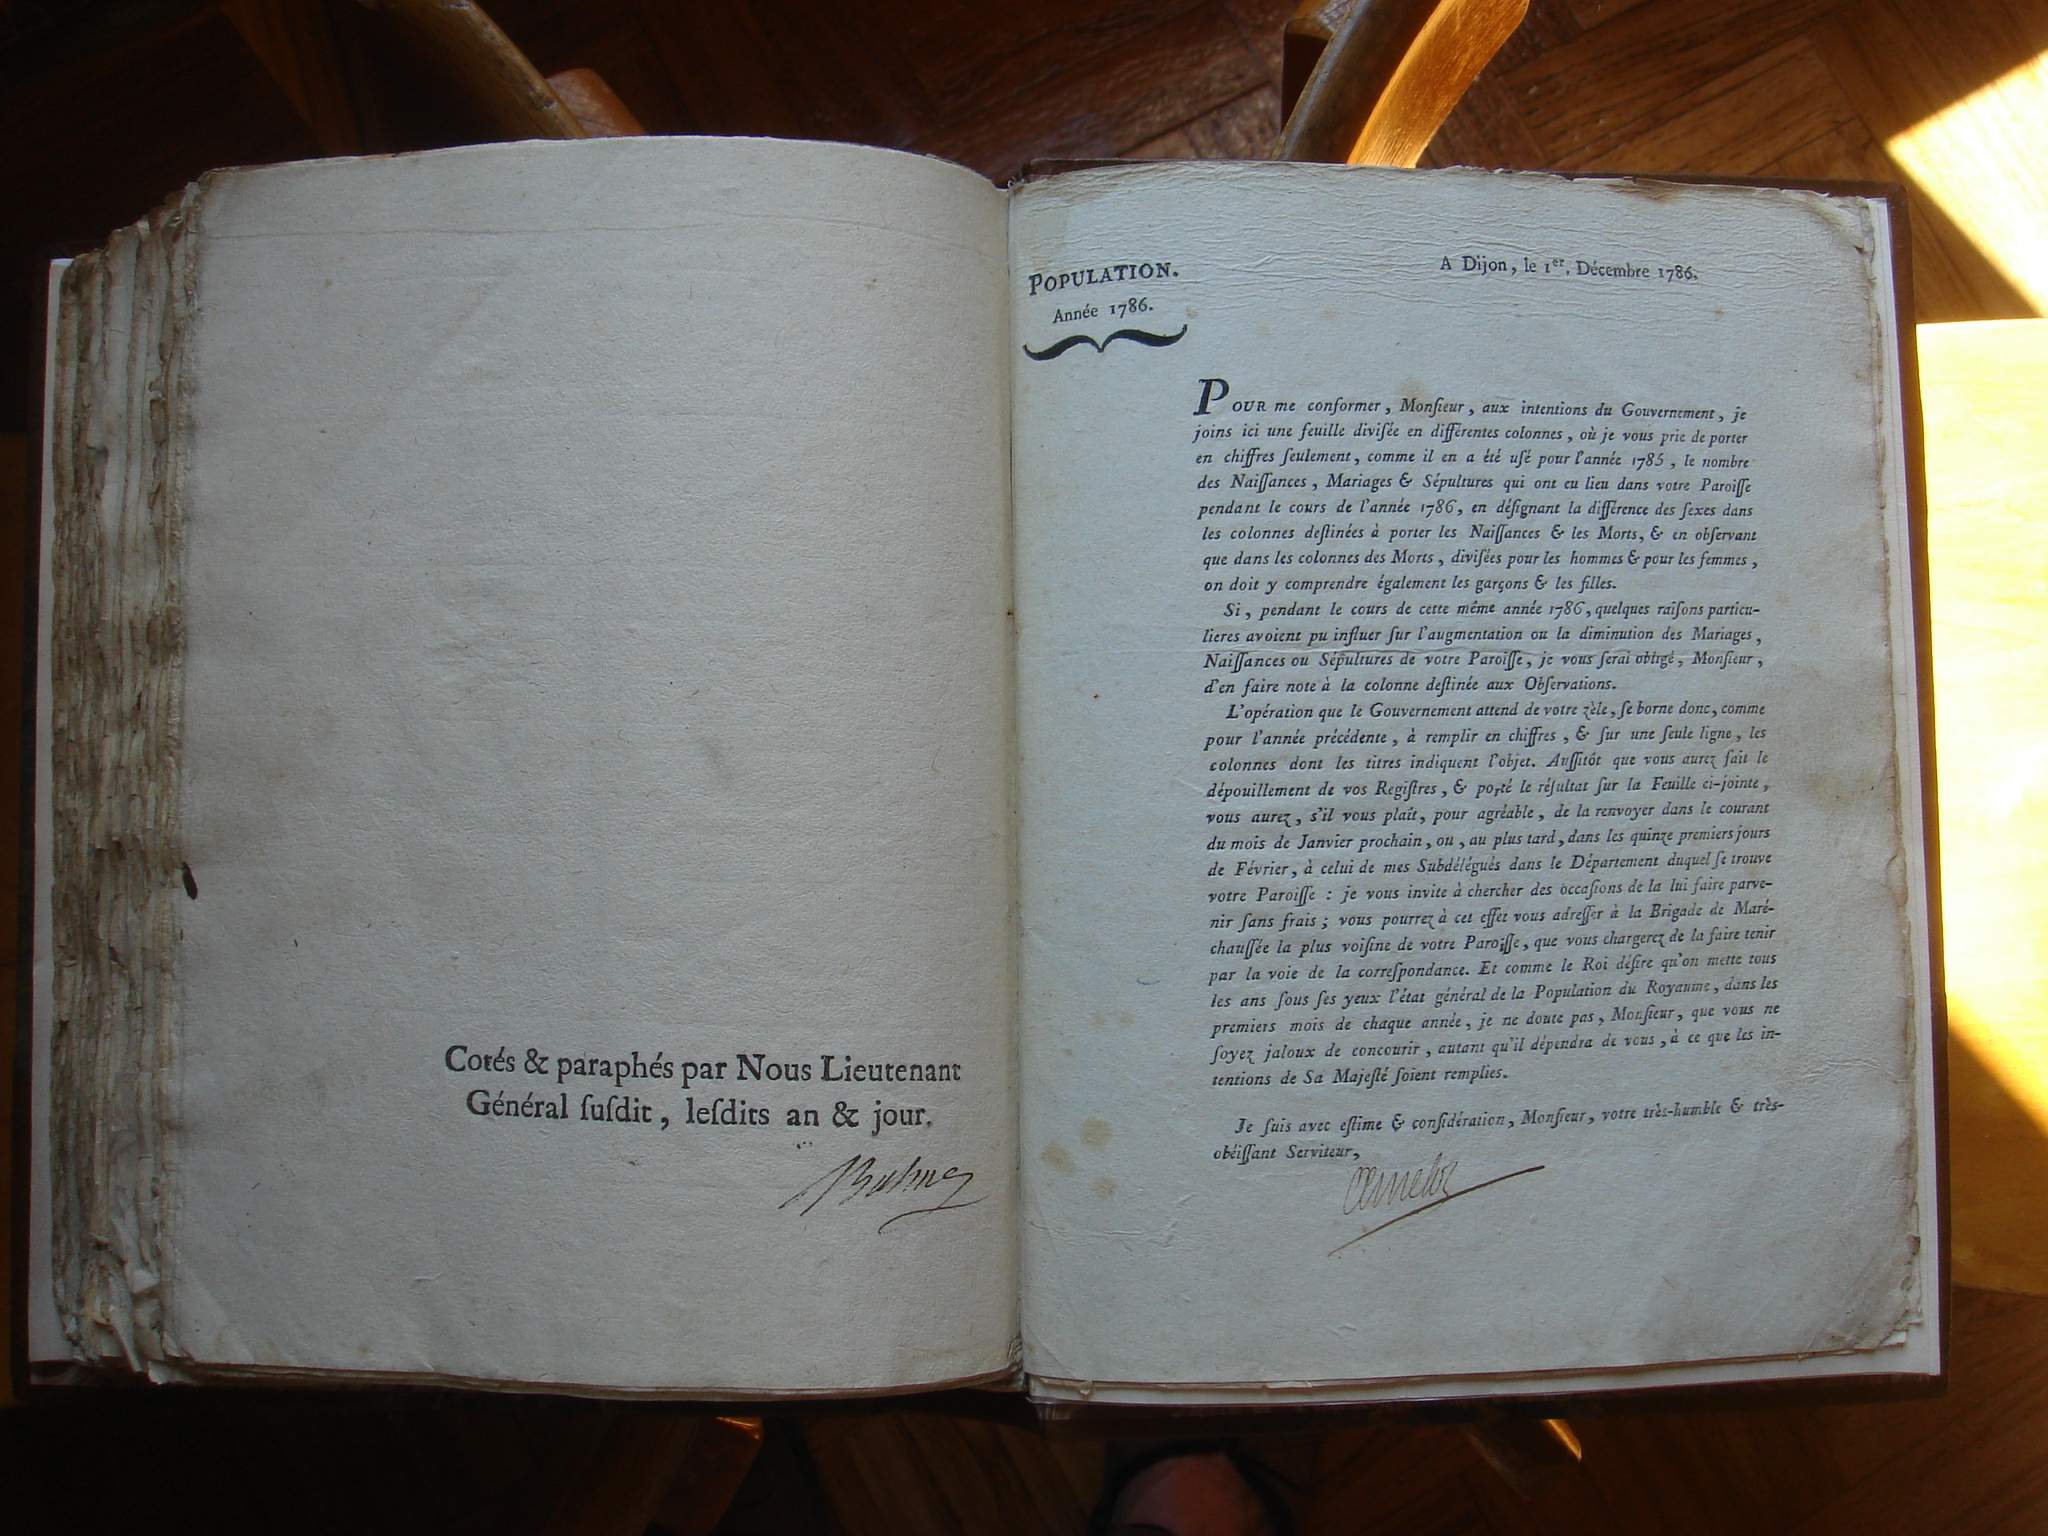 Cotés & paraphés par Nous Lieutenant
Général ſuſdit, leſdits an & jour.
POPULATION.
Année 1786.
A Dijon, le 1er. Décembre 1786.
POUR me conformer, Monſieur, aux intentions du Gouvernement, je
joins ici une feuille diviſée en différentes colonnes, où je vous prie de porter
en chiffres ſeulement, comme il en a été uſé pour l'année 1785, le nombre
des Naiſſances, Mariages & Sépultures qui ont eu lieu dans votre Paroiſſe
pendant le cours de l'année 1786, en déſignant la différence des ſexes dans
les colonnes deſtinées à porter les Naiſſances & les Morts, & en obſervant
que dans les colonnes des Morts, diviſées pour les hommes & pour les femmes,
on doit y comprendre également les garçons & les filles.
Si, pendant le cours de cette même année 1786, quelques raiſons particu-
lieres avoient pu influer ſur l'augmentation ou la diminution des Mariages,
Naiſſances ou Sépultures de votre Paroiſſe, je vous ſerai obligé, Monſieur,
d'en faire note à la colonne deſtinée aux Obſervations.
L'opération que le Gouvernement attend de votre zèle, ſe borne donc, comme
pour l'année précédente, à remplir en chiffres, & ſur une ſeule ligne, les
colonnes dont les titres indiquent l'objet. Auſſitôt que vous aurez fait le
dépouillement de vos Regiſtres, & porté le réſultat ſur la Feuille ci-jointe,
vous aurez, s'il vous plaît, pour agréable, de la renvoyer dans le courant
du mois de Janvier prochain, ou, au plus tard, dans les quinze premiers jours
de Février, à celui de mes Subdélégués dans le Département duquel ſe trouve
votre Paroiſſe : je vous invite à chercher des occaſions de la lui faire parve-
nir ſans frais ; vous pourrez à cet effet vous adreſſer à la Brigade de Maré-
chauſſée la plus voiſine de votre Paroiſſe, que vous chargerez de la faire tenir
par la voie de la correſpondance. Et comme le Roi déſire qu'on mette tous
les ans ſous ſes yeux l'état général de la Population du Royaume, dans les
premiers mois de chaque année, je ne doute pas, Monſieur, que vous ne
ſoyez jaloux de concourir, autant qu'il dépendra de vous, à ce que les in-
tentions de Sa Majeſté ſoient remplies.
Je ſuis avec eſtime & conſidération, Monſieur, votre très-humble & très-
obéiſſant Serviteur,